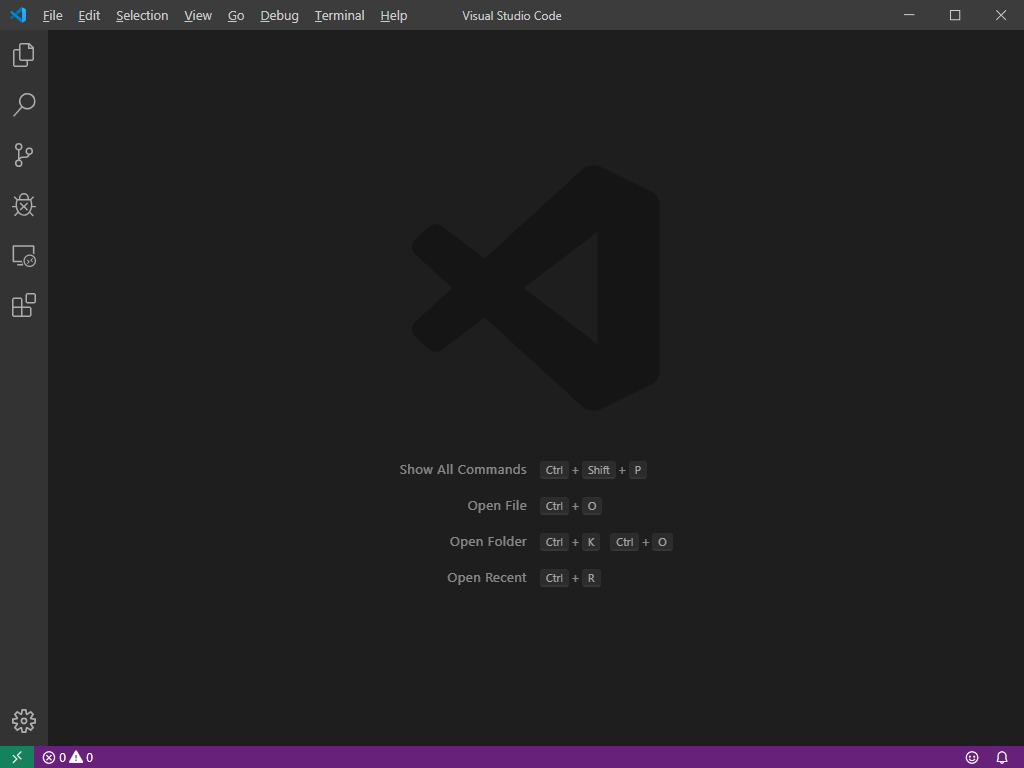 File Edit Selection View Go Debug Terminal Help Visual Studio Code
Show All Commands Ctrl + Shift + P
Open File Ctrl + O
Open Folder Ctrl + K Ctrl + O
Open Recent Ctrl + R
0 0